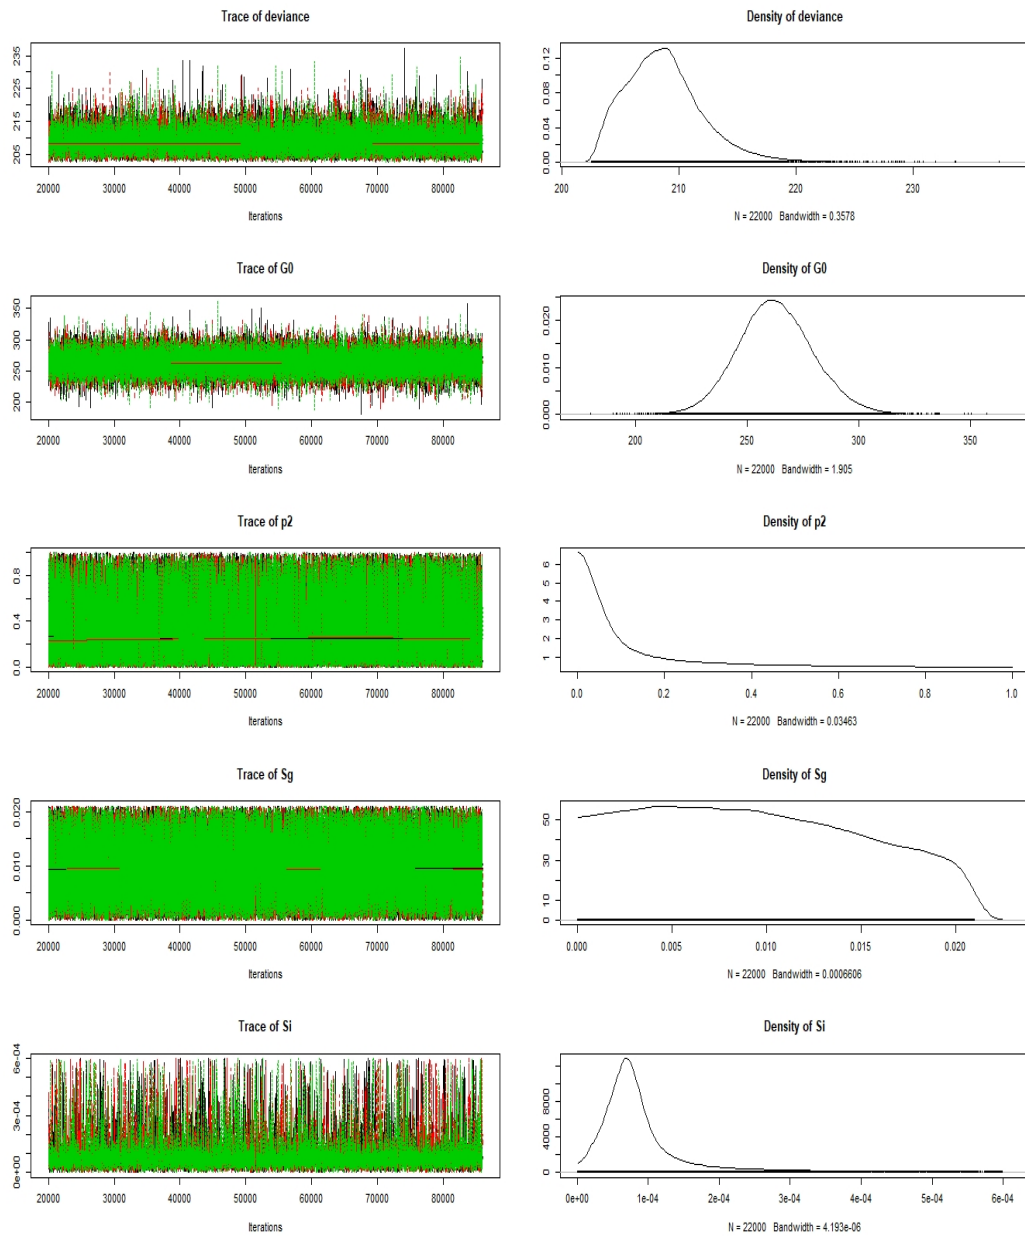 Trace of deviance
Density of deviance
205 215 225 235
0.00 0.04 0.08 0.12
20000 30000 40000 50000 60000 70000 80000
200 210 220 230
Iterations
N = 22000 Bandwidth = 0.3578
Trace of G0
Density of G0
200 250 300 350
0.000 0.010 0.020
20000 30000 40000 50000 60000 70000 80000
200 250 300 350
Iterations
N = 22000 Bandwidth = 1.905
Trace of p2
Density of p2
0.0 0.4 0.8
1 2 3 4 5 6
20000 30000 40000 50000 60000 70000 80000
0.0 0.2 0.4 0.6 0.8 1.0
Iterations
N = 22000 Bandwidth = 0.03463
Trace of Sg
Density of Sg
0.000 0.010 0.020
0 10 30 50
20000 30000 40000 50000 60000 70000 80000
0.000 0.005 0.010 0.015 0.020
Iterations
N = 22000 Bandwidth = 0.0006606
Trace of Si
Density of Si
0e+00 3e-04 6e-04
0 4000 8000
20000 30000 40000 50000 60000 70000 80000
0e+00 1e-04 2e-04 3e-04 4e-04 5e-04 6e-04
Iterations
N = 22000 Bandwidth = 4.193e-06